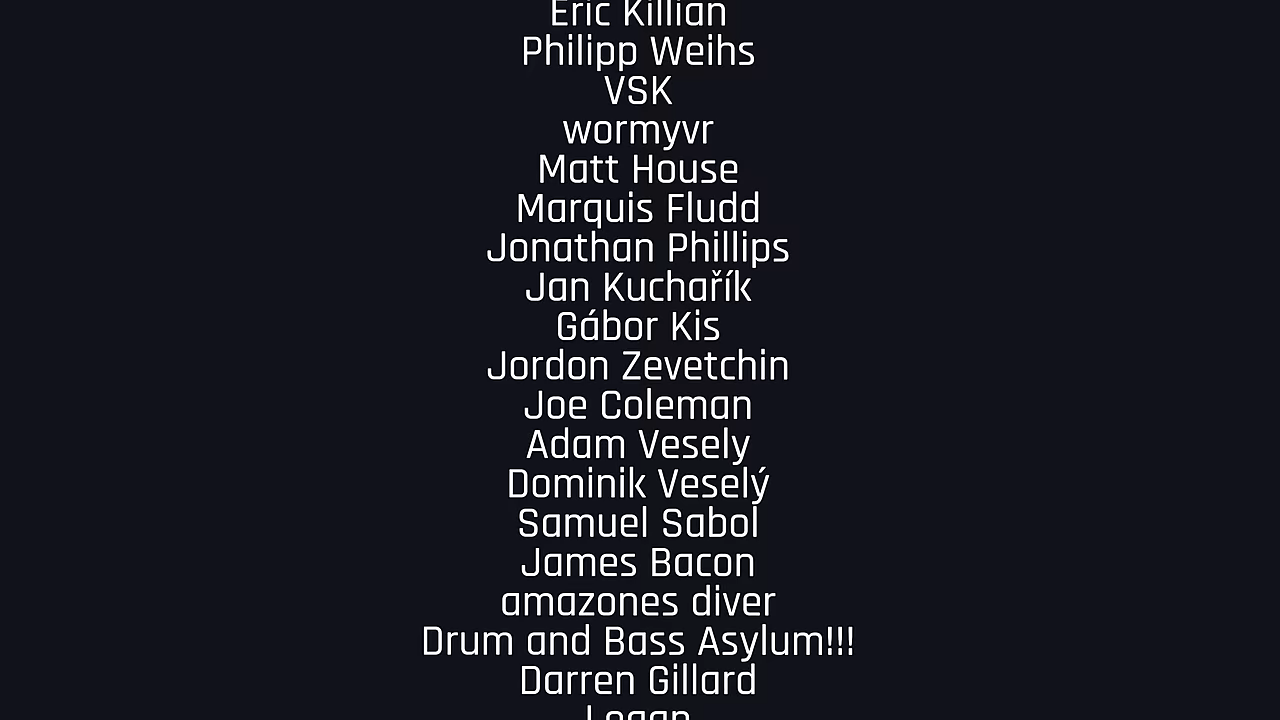 Eric Killian
Philipp Weihs
VSK
wormyvr
Matt House
Marquis Fludd
Jonathan Phillips
Jan Kuchařík
Gábor Kis
Jordon Zevetchin
Joe Coleman
Adam Vesely
Dominik Veselý
Samuel Sabol
James Bacon
amazones diver
Drum and Bass Asylum!!!
Darren Gillard
Logan